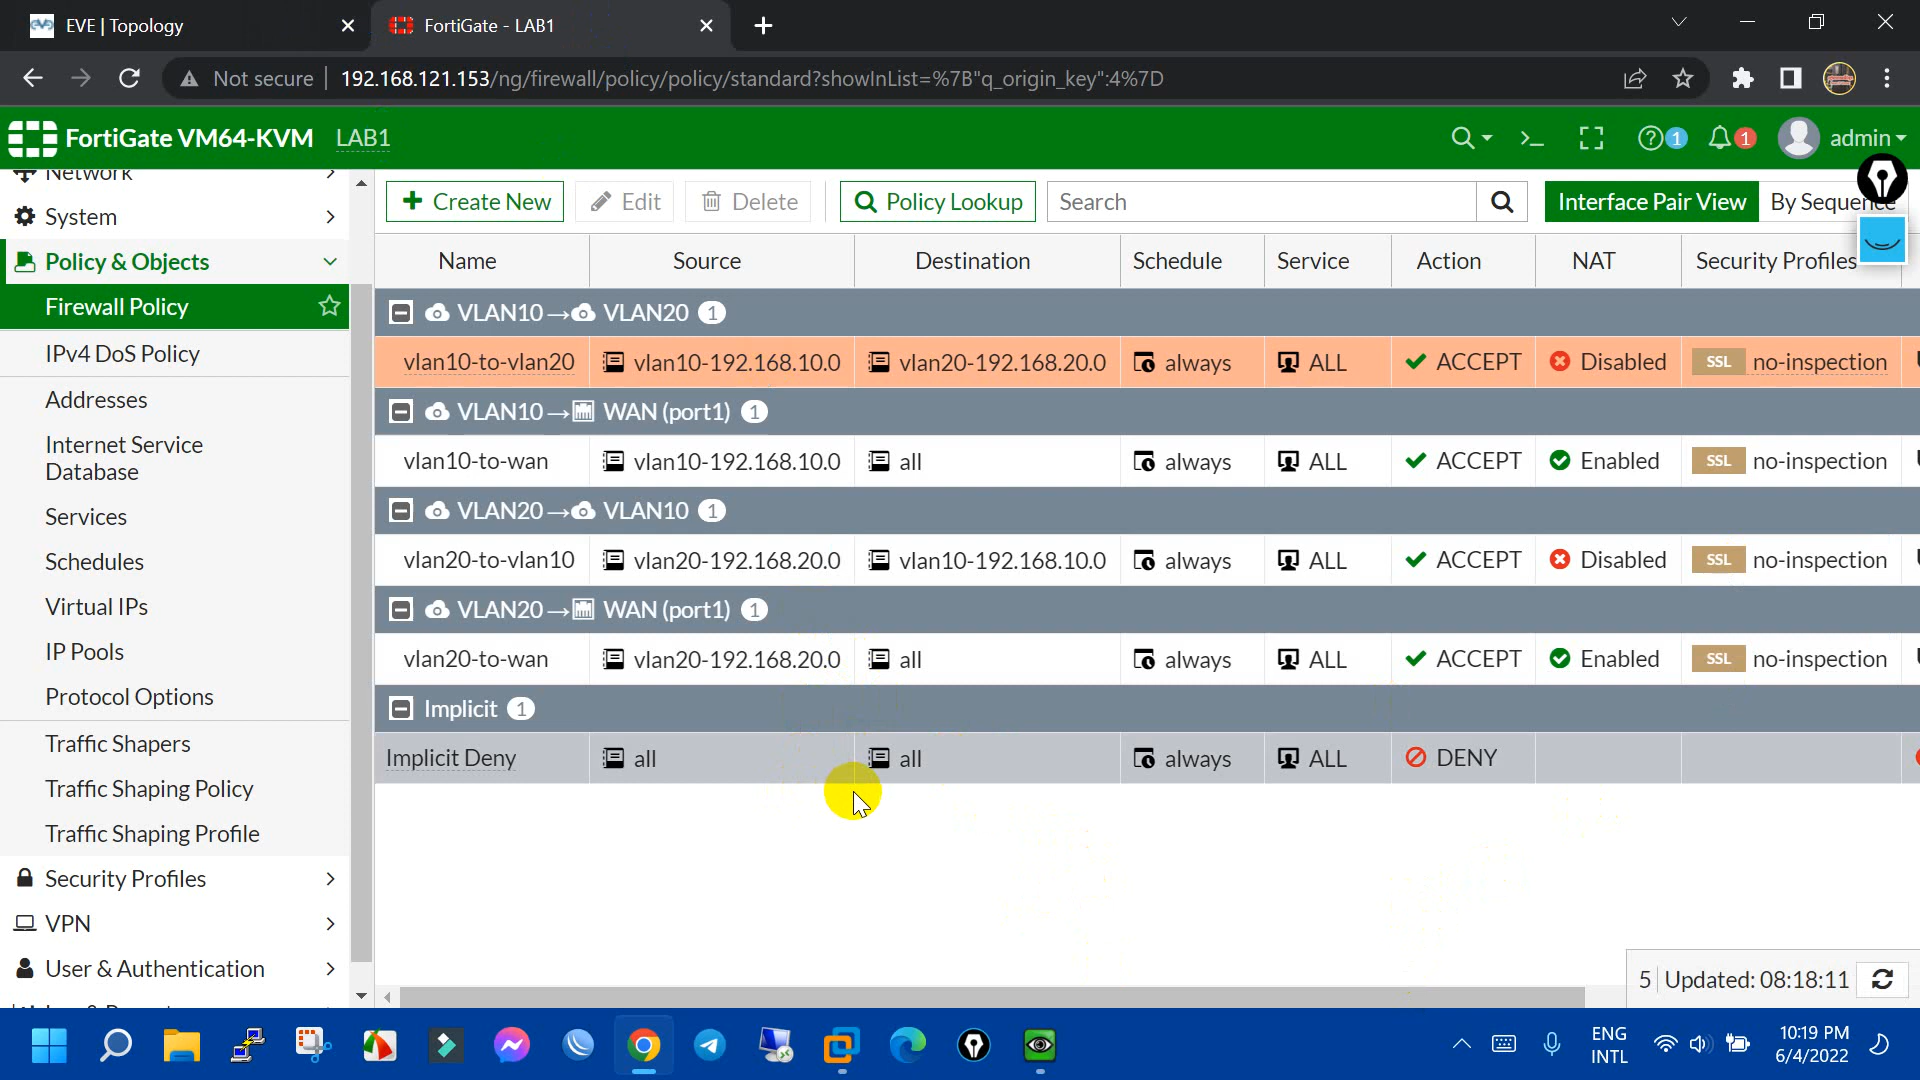 EVE | Topology
FortiGate - LAB1
Not secure
192.168.121.153/ng/firewall/policy/policy/standard?showInList=%7B"q_origin_key":4%7D
FortiGate VM64-KVM LAB1
1
1
admin
Network
System
Policy & Objects
Firewall Policy
IPv4 DoS Policy
Addresses
Internet Service
Database
Services
Schedules
Virtual IPs
IP Pools
Protocol Options
Traffic Shapers
Traffic Shaping Policy
Traffic Shaping Profile
Security Profiles
VPN
User & Authentication
Create New Edit Delete Policy Lookup Search Interface Pair View By Sequence
Name Source Destination Schedule Service Action NAT Security Profiles
VLAN10 → VLAN20 1
vlan10-to-vlan20 vlan10-192.168.10.0 vlan20-192.168.20.0 always ALL ACCEPT Disabled SSL no-inspection
VLAN10 → WAN (port1) 1
vlan10-to-wan vlan10-192.168.10.0 all always ALL ACCEPT Enabled SSL no-inspection
VLAN20 → VLAN10 1
vlan20-to-vlan10 vlan20-192.168.20.0 vlan10-192.168.10.0 always ALL ACCEPT Disabled SSL no-inspection
VLAN20 → WAN (port1) 1
vlan20-to-wan vlan20-192.168.20.0 all always ALL ACCEPT Enabled SSL no-inspection
Implicit 1
Implicit Deny all all always ALL DENY
5 Updated: 08:18:11
ENG
INTL
10:19 PM
6/4/2022